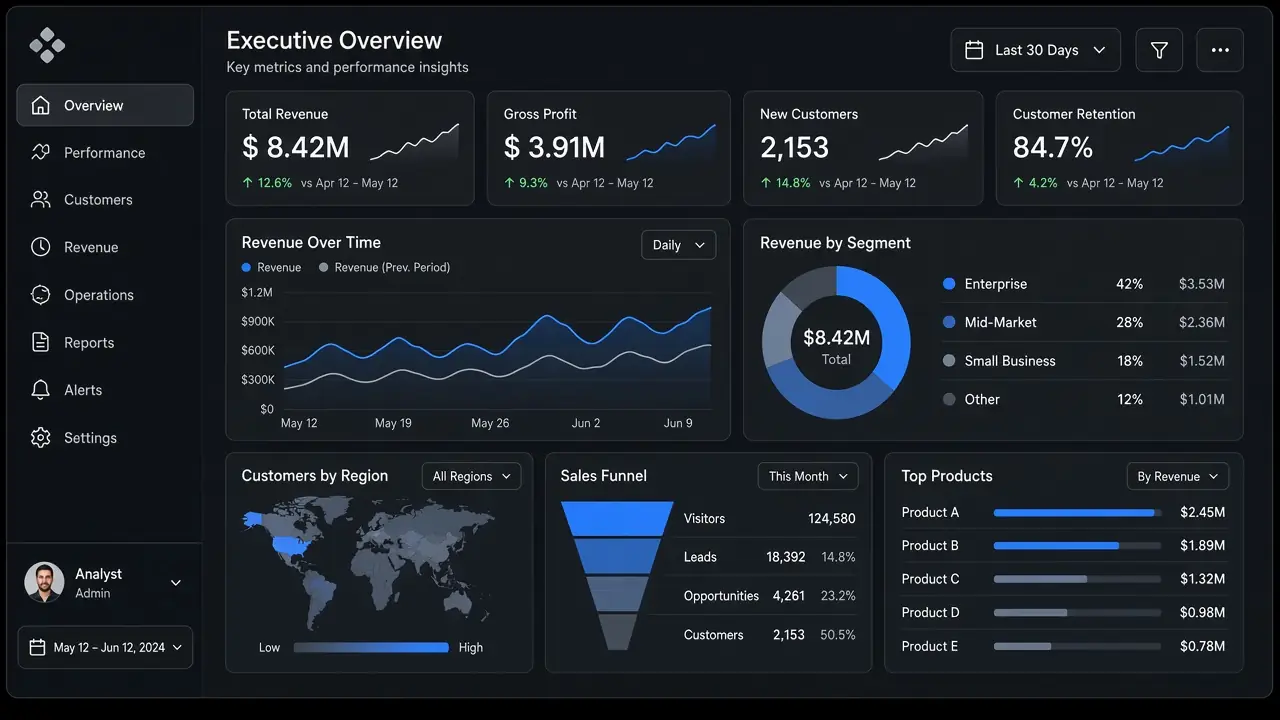 Executive Overview
Key metrics and performance insights
Last 30 Days
Overview
Performance
Customers
Revenue
Operations
Reports
Alerts
Settings
Analyst
Admin
May 12 – Jun 12, 2024
Total Revenue
$ 8.42M
↑ 12.6% vs Apr 12 – May 12
Gross Profit
$ 3.91M
↑ 9.3% vs Apr 12 – May 12
New Customers
2,153
↑ 14.8% vs Apr 12 – May 12
Customer Retention
84.7%
↑ 4.2% vs Apr 12 – May 12
Revenue Over Time
Daily
Revenue Revenue (Prev. Period)
$1.2M
$900K
$600K
$300K
$0
May 12 May 19 May 26 Jun 2 Jun 9
Revenue by Segment
$8.42M
Total
Enterprise 42% $3.53M
Mid-Market 28% $2.36M
Small Business 18% $1.52M
Other 12% $1.01M
Customers by Region
All Regions
Low High
Sales Funnel
This Month
Visitors 124,580
Leads 18,392 14.8%
Opportunities 4,261 23.2%
Customers 2,153 50.5%
Top Products
By Revenue
Product A $2.45M
Product B $1.89M
Product C $1.32M
Product D $0.98M
Product E $0.78M